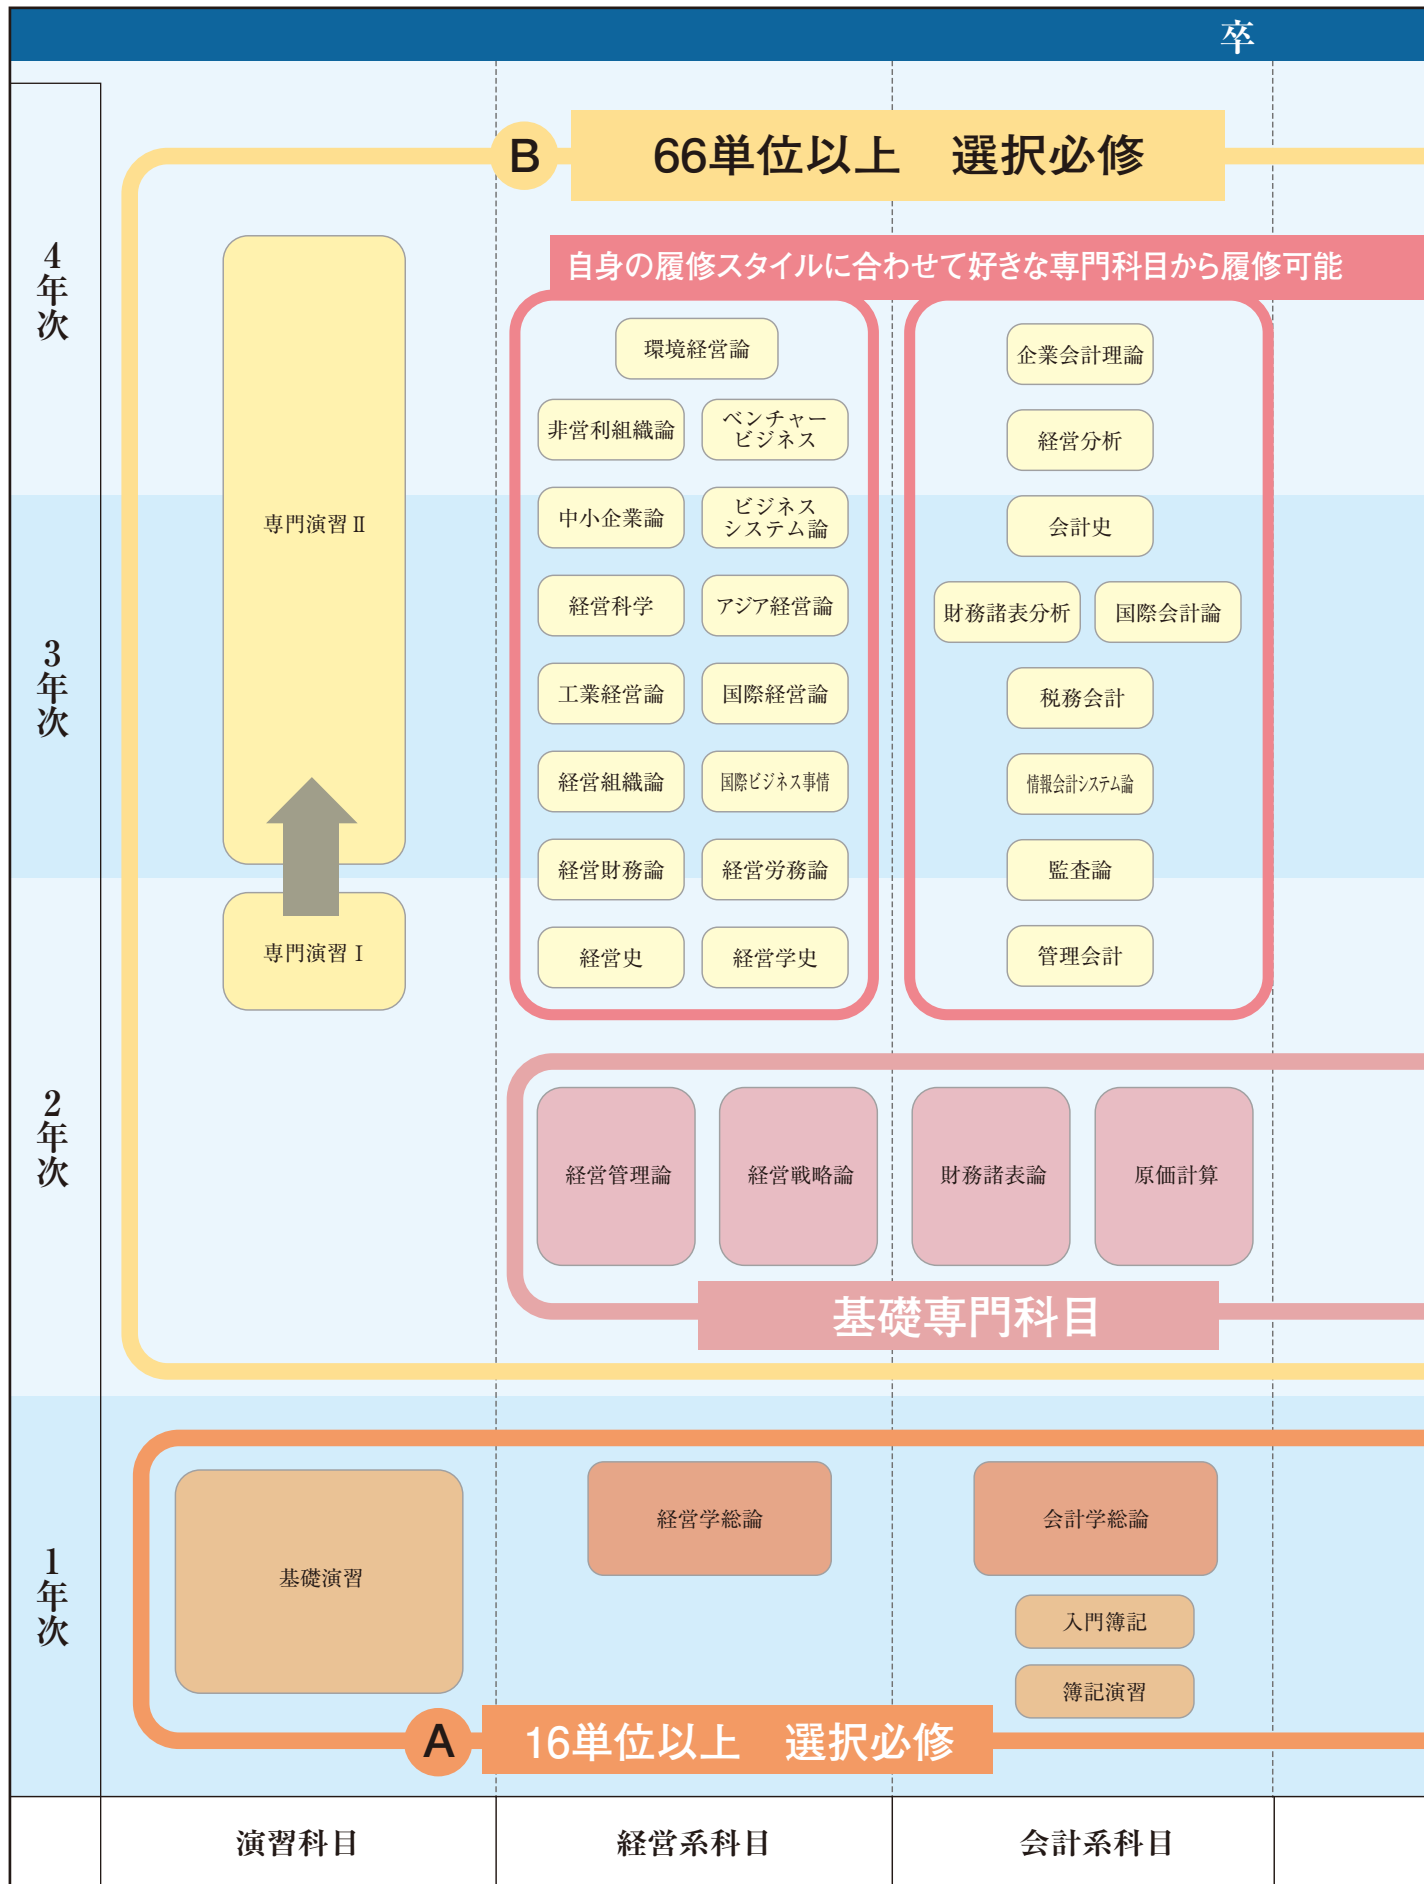 卒
B
66単位以上　選択必修
自身の履修スタイルに合わせて好きな専門科目から履修可能
4年次
3年次
2年次
1年次
専門演習Ⅱ
専門演習Ⅰ
環境経営論
非営利組織論
ベンチャー
ビジネス
中小企業論
ビジネス
システム論
経営科学
アジア経営論
工業経営論
国際経営論
経営組織論
国際ビジネス事情
経営財務論
経営労務論
経営史
経営学史
企業会計理論
経営分析
会計史
財務諸表分析
国際会計論
税務会計
情報会計システム論
監査論
管理会計
経営管理論
経営戦略論
財務諸表論
原価計算
基礎専門科目
基礎演習
経営学総論
会計学総論
入門簿記
簿記演習
A
16単位以上　選択必修
演習科目
経営系科目
会計系科目